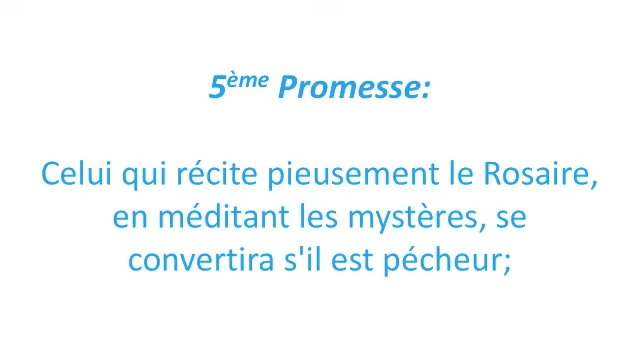 5ème Promesse:
Celui qui récite pieusement le Rosaire,
en méditant les mystères, se
convertira s'il est pécheur;